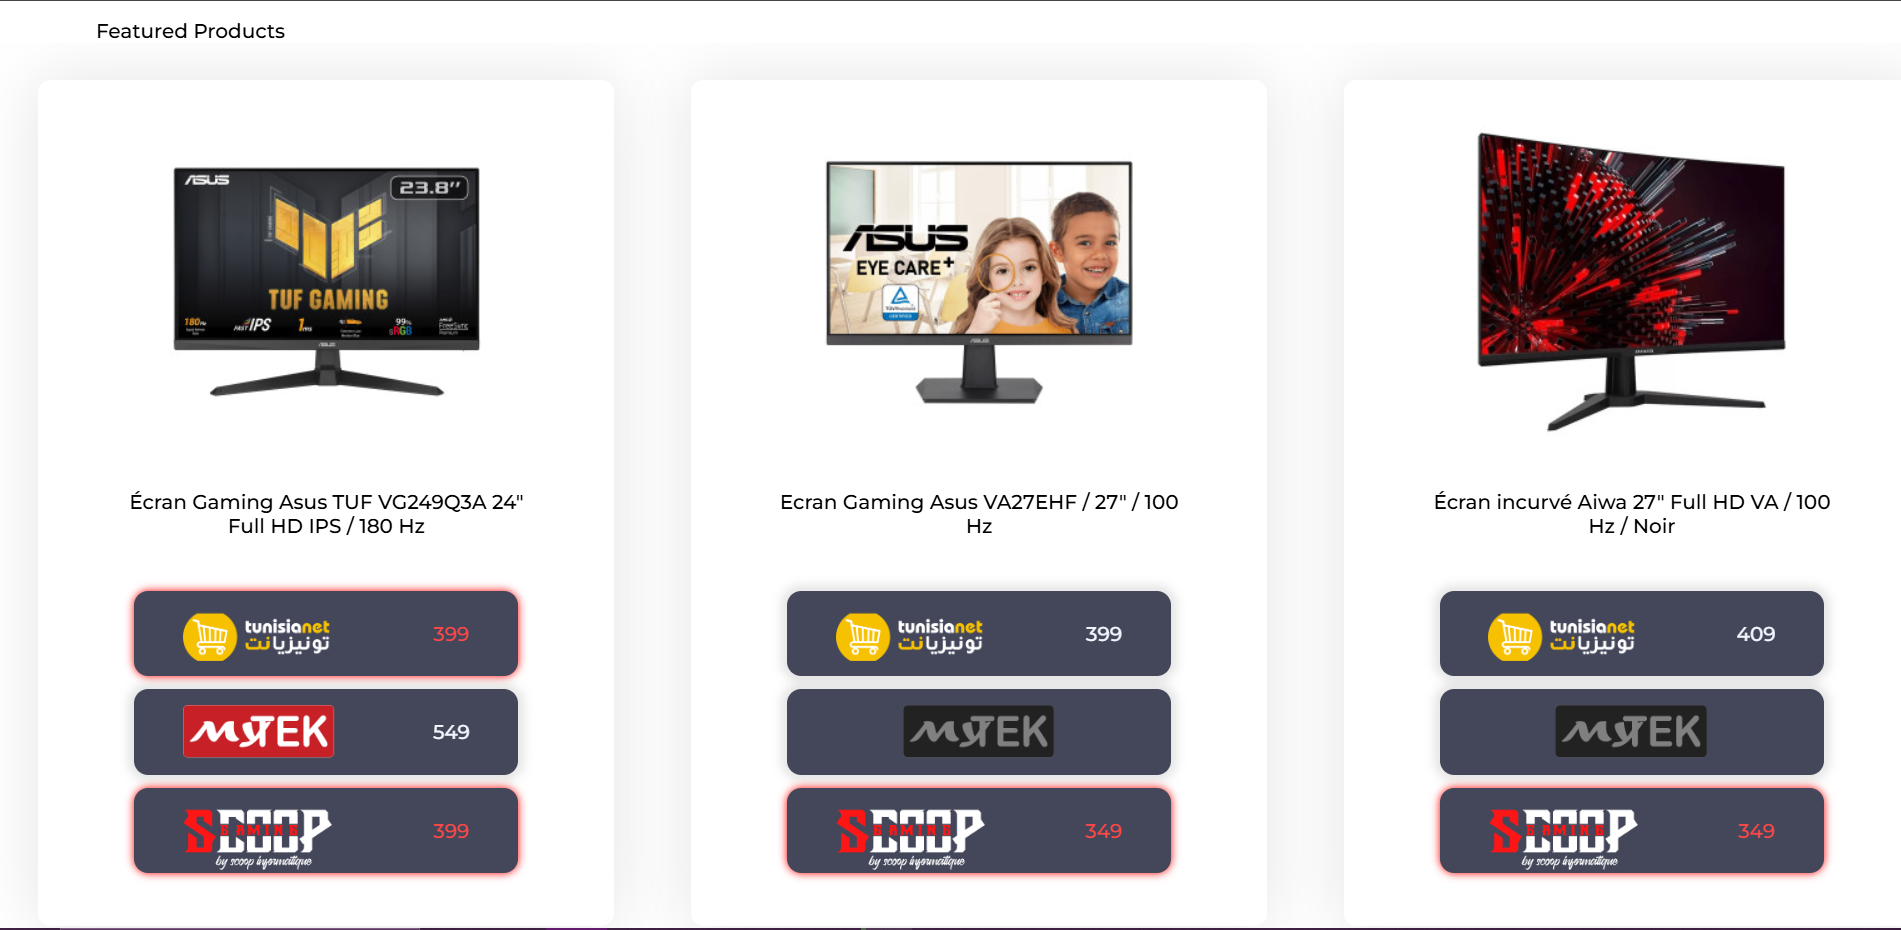 Featured Products
ASUS
23.8″
TUF GAMING
180Hz
FAST IPS
1ms
99%
sRGB
AMD
FreeSync
Premium
ASUS
Écran Gaming Asus TUF VG249Q3A 24"
Full HD IPS / 180 Hz
tunisianet
تونيزيانت
399
MYTEK
549
SCOOP
GAMING
by scoop informatique
399
ASUS
EYE CARE+
ASUS
Ecran Gaming Asus VA27EHF / 27" / 100
Hz
tunisianet
تونيزيانت
399
MYTEK
SCOOP
GAMING
by scoop informatique
349
Écran incurvé Aiwa 27" Full HD VA / 100
Hz / Noir
tunisianet
تونيزيانت
409
MYTEK
SCOOP
GAMING
by scoop informatique
349